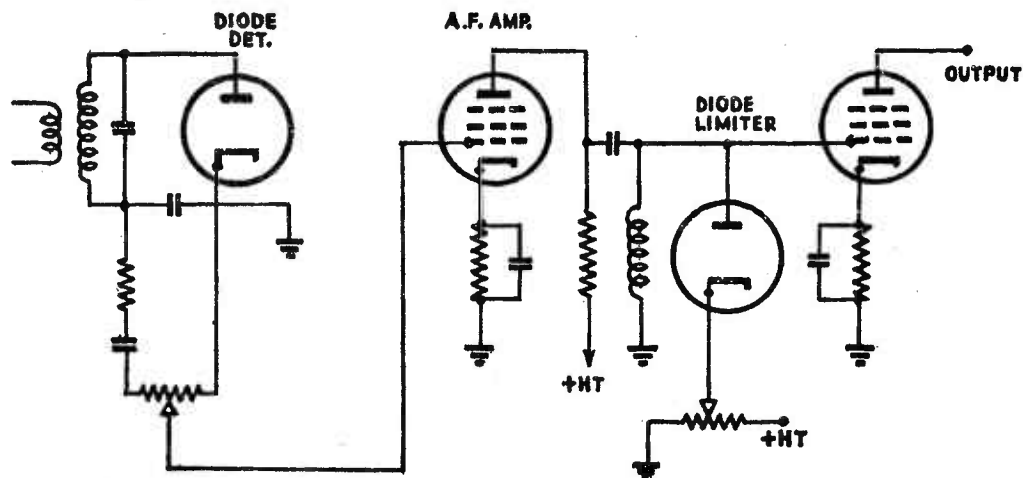 DIODE
DET.
A.F. AMP.
OUTPUT
DIODE
LIMITER
+HT
+HT